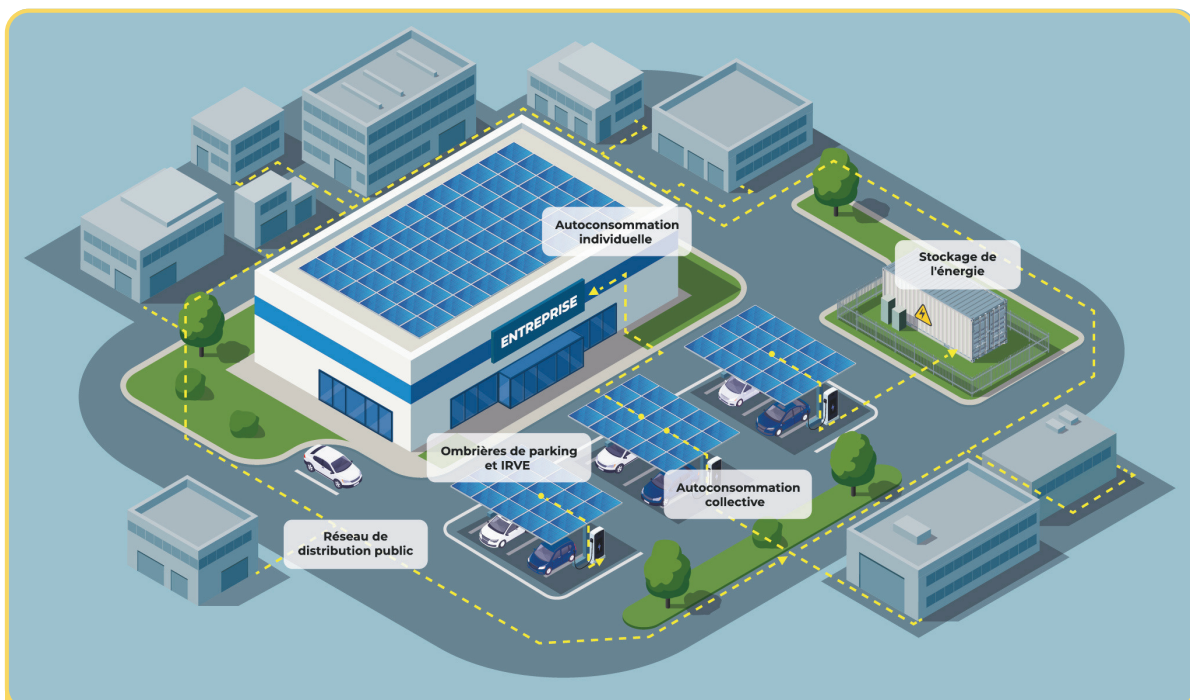 Autoconsommation
individuelle
Stockage de
l'énergie
ENTREPRISE
Ombrières de parking
et IRVE
Autoconsommation
collective
Réseau de
distribution public